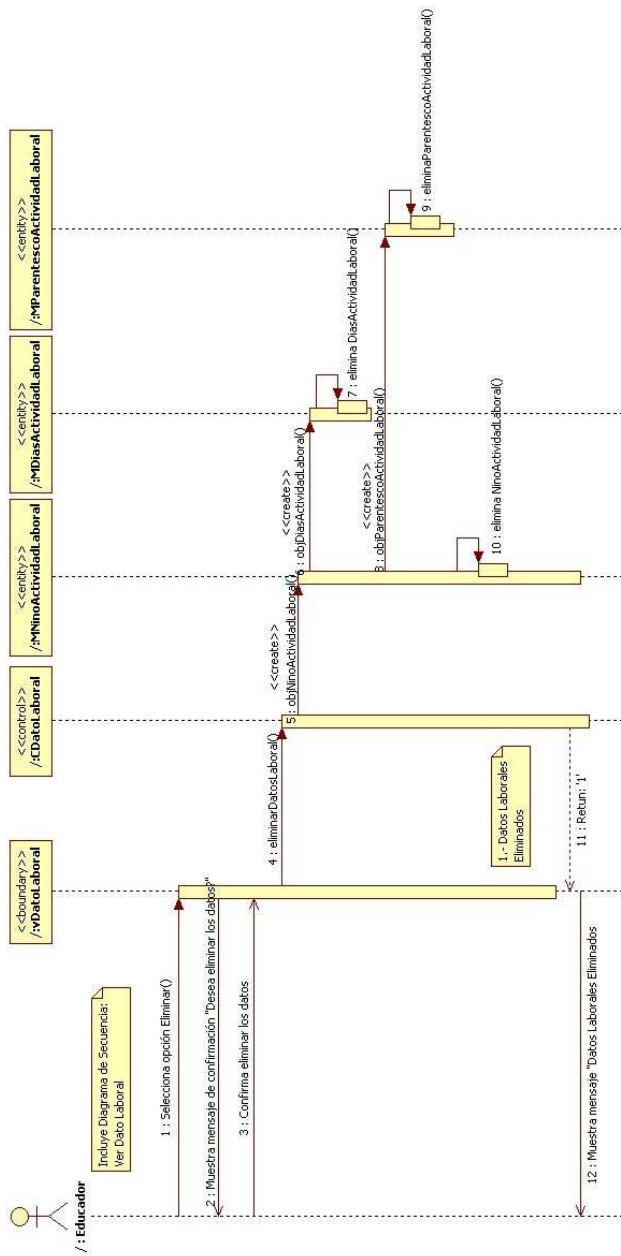 / : Educador
<<boundary>>
/:vDatoLaboral
<<control>>
/:CDatoLaboral
<<entity>>
/:MNinoActividadLaboral
<<entity>>
/:MDiasActividadLaboral
<<entity>>
/:MParentescoActividadLaboral
Incluye Diagrama de Secuencia:
Ver Dato Laboral
1 : Selecciona opción Eliminar()
2 : Muestra mensaje de confirmación "Desea eliminar los datos?"
3 : Confirma eliminar los datos
4 : eliminarDatosLaboral()
<<create>>
5 : objNinoActividadLaboral()
<<create>>
6 : objDiasActividadLaboral()
7 : elimina DiasActividadLaboral()
<<create>>
8 : objParentescoActividadLaboral()
9 : eliminaParentescoActividadLaboral()
10 : elimina NinoActividadLaboral()
1.- Datos Laborales
Eliminados
11 : Retun: '1'
12 : Muestra mensaje "Datos Laborales Eliminados